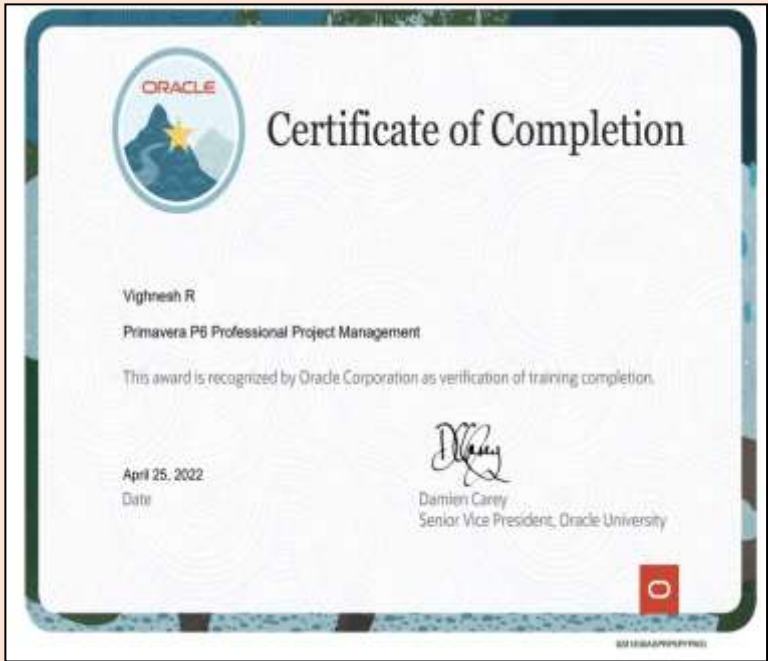 ORACLE
Certificate of Completion
Vighnesh R
Primavera P6 Professional Project Management
This award is recognized by Oracle Corporation as verification of training completion.
April 25, 2022
Date
Damien Carey
Senior Vice President, Oracle University